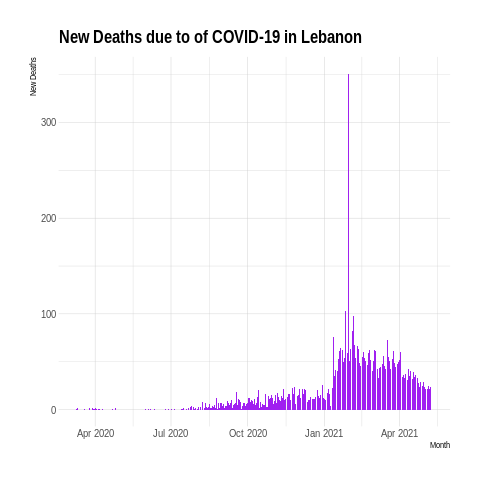 New Deaths due to of COVID-19 in Lebanon
New Deaths
300
200
100
0
Apr 2020 Jul 2020 Oct 2020 Jan 2021 Apr 2021
Month